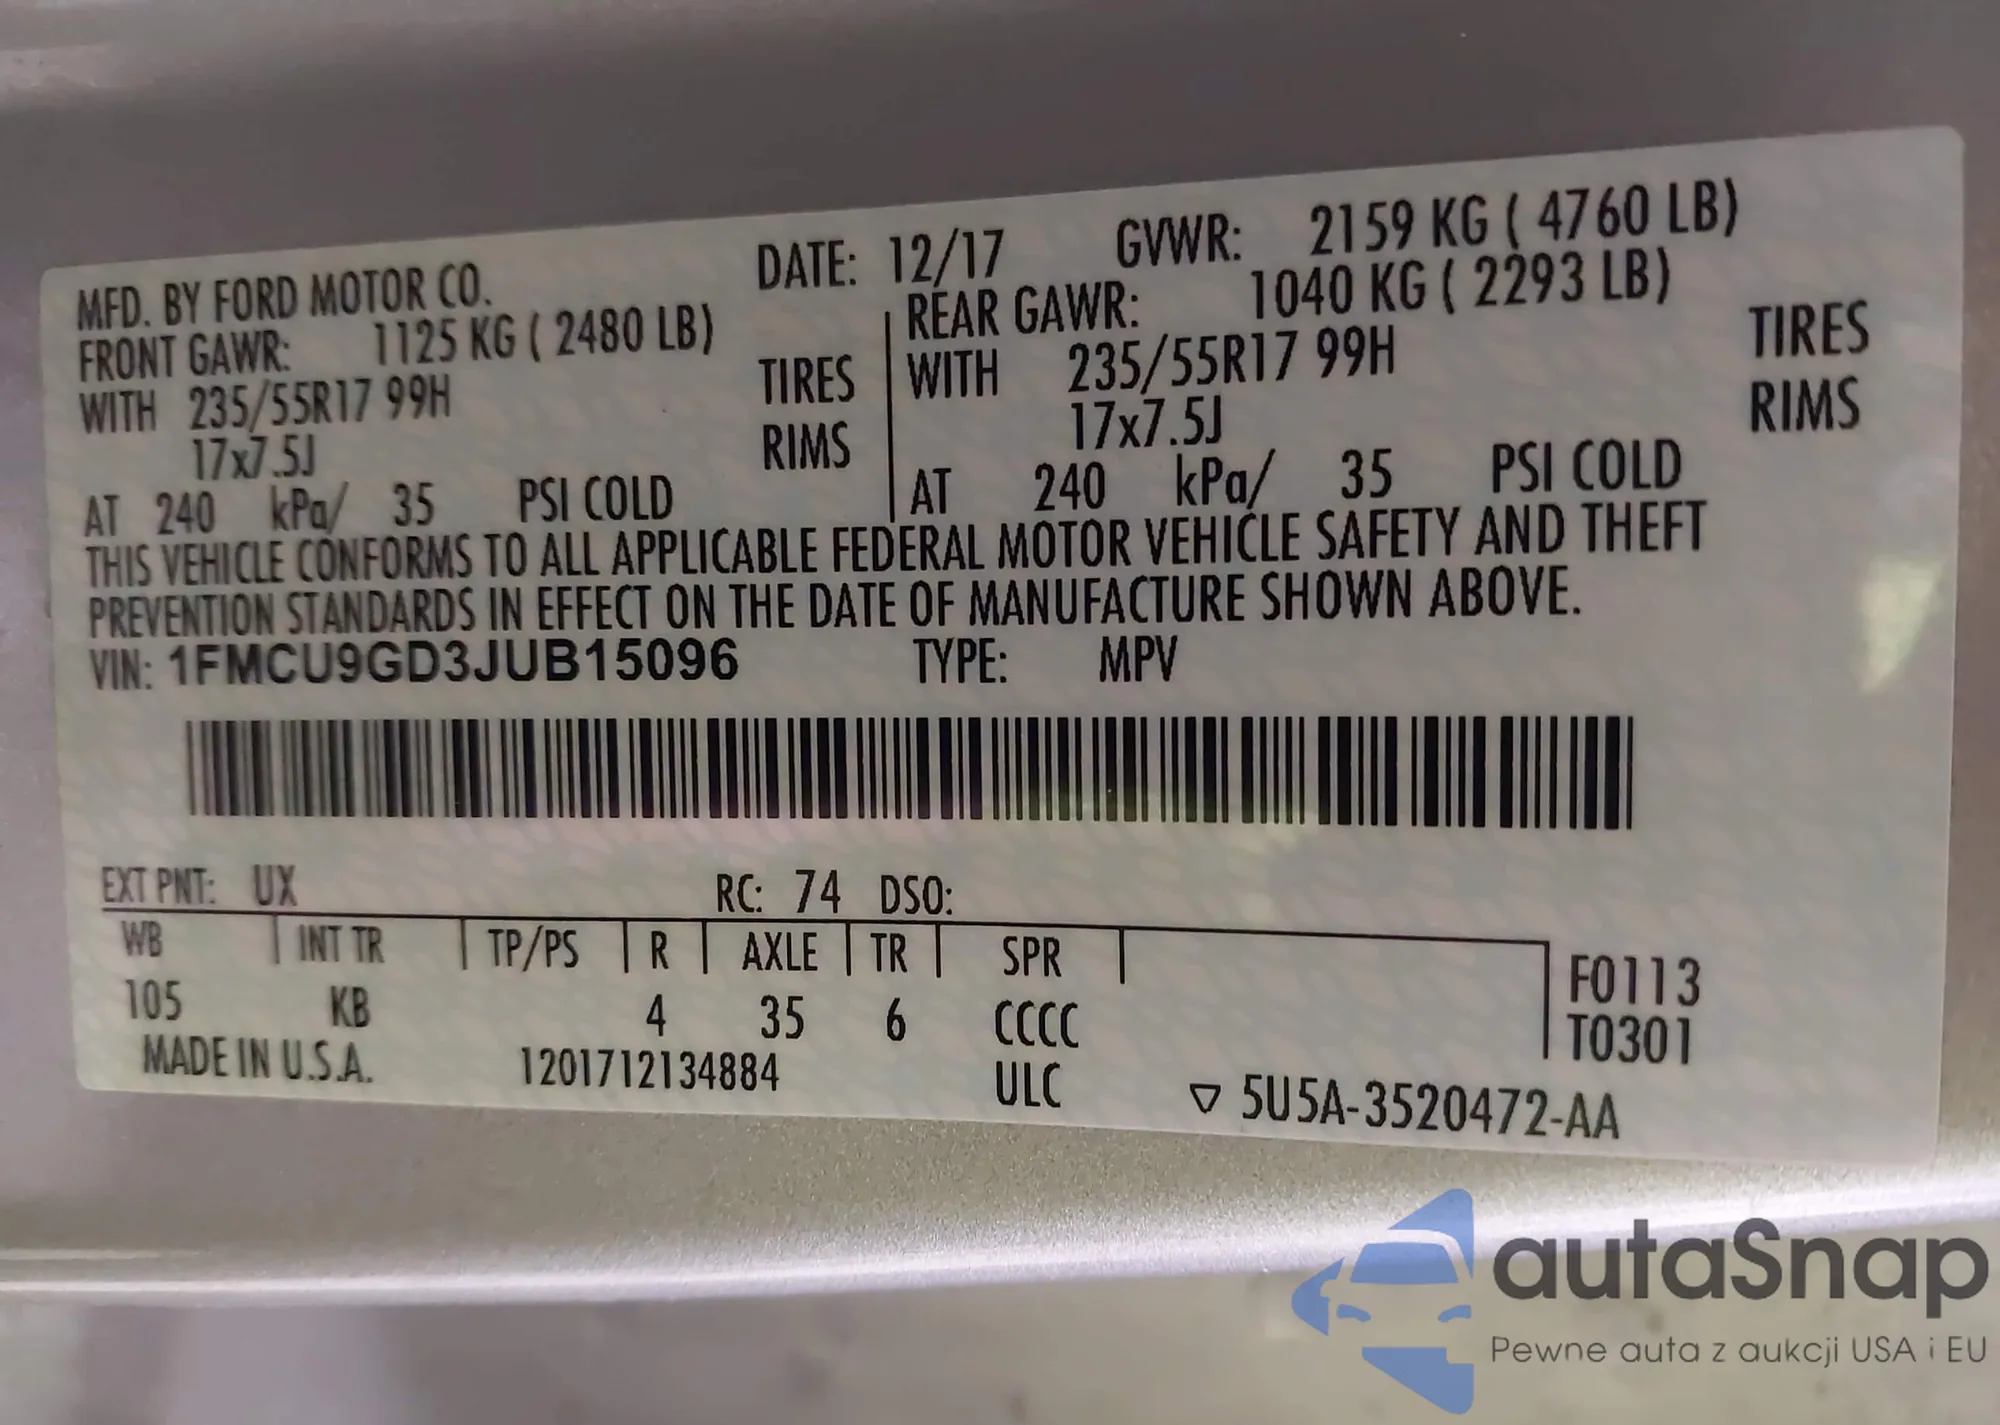 MFD. BY FORD MOTOR CO. DATE: 12/17 GVWR: 2159 KG ( 4760 LB)
FRONT GAWR: 1125 KG ( 2480 LB) REAR GAWR: 1040 KG ( 2293 LB)
WITH 235/55R17 99H TIRES WITH 235/55R17 99H TIRES
17x7.5J RIMS 17x7.5J RIMS
AT 240 kPa/ 35 PSI COLD AT 240 kPa/ 35 PSI COLD
THIS VEHICLE CONFORMS TO ALL APPLICABLE FEDERAL MOTOR VEHICLE SAFETY AND THEFT
PREVENTION STANDARDS IN EFFECT ON THE DATE OF MANUFACTURE SHOWN ABOVE.
VIN: 1FMCU9GD3JUB15096 TYPE: MPV
EXT PNT: UX RC: 74 DSO:
WB INT TR TP/PS R AXLE TR SPR F0113
105 KB 4 35 6 CCCC T0301
MADE IN U.S.A. 1201712134884 ULC ▽ 5U5A-3520472-AA
autaSnap
Pewne auta z aukcji USA i EU